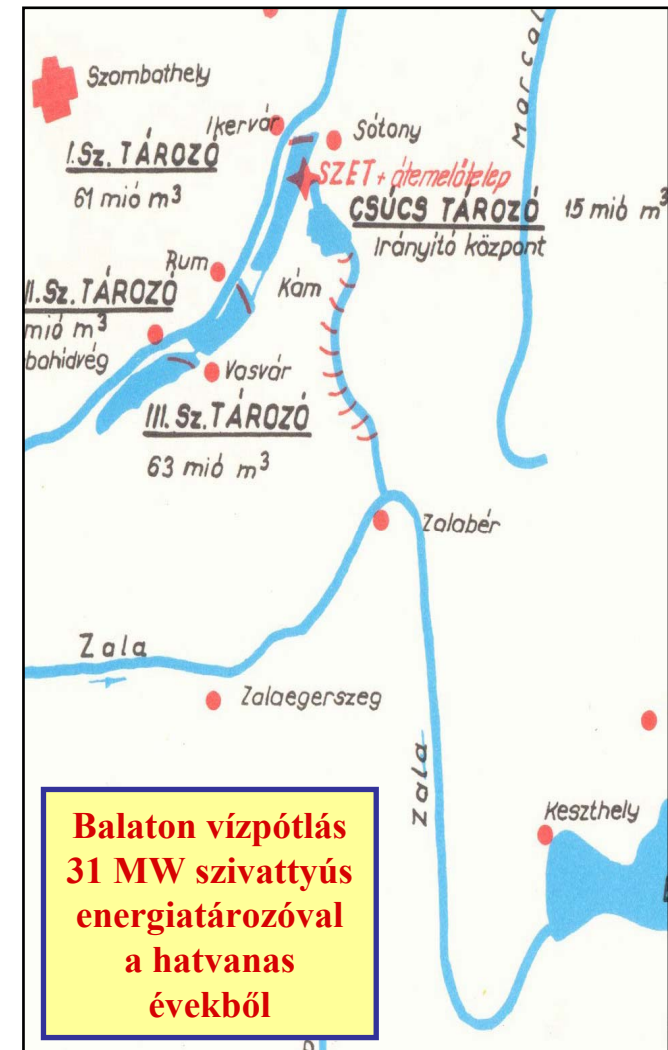 Szombathely
Marcal
Ikervár
Sótony
I.Sz. TÁROZÓ
61 mió m³
SZET + átemelőtelep
CSÚCS TÁROZÓ 15 mió m³
Irányító központ
Rum
Kám
II.Sz. TÁROZÓ
mió m³
bahidvég
Vasvár
III.Sz. TÁROZÓ
63 mió m³
Zalabér
Zala
Zalaegerszeg
Zala
Keszthely
Balaton vízpótlás
31 MW szivattyús
energiatározóval
a hatvanas
évekből